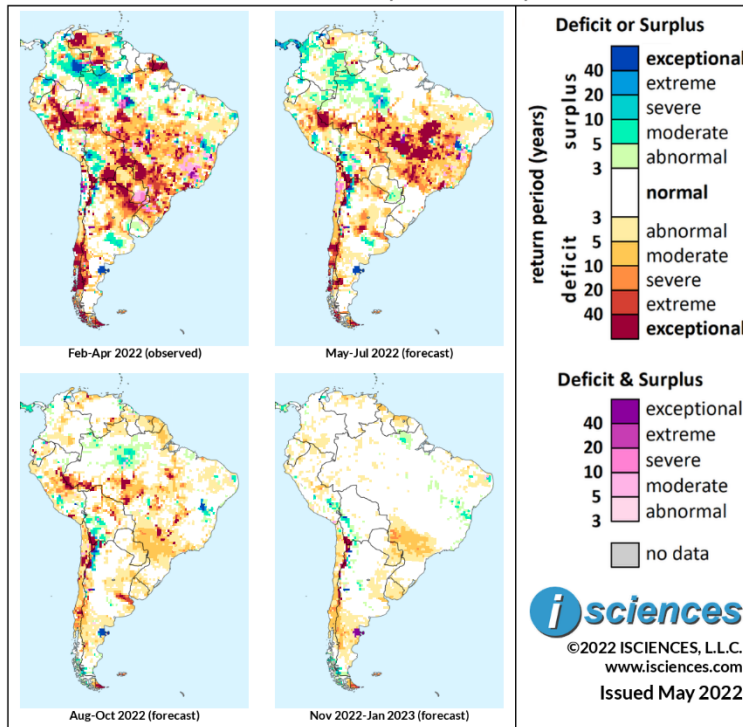 Feb-Apr 2022 (observed)
May-Jul 2022 (forecast)
Aug-Oct 2022 (forecast)
Nov 2022-Jan 2023 (forecast)
Deficit or Surplus
return period (years)
surplus
deficit
exceptional
40
extreme
20
severe
10
moderate
5
abnormal
3
normal
3
abnormal
5
moderate
10
severe
20
extreme
40
exceptional
Deficit & Surplus
exceptional
40
extreme
20
severe
10
moderate
5
abnormal
3
no data
i sciences
©2022 ISCIENCES, L.L.C.
www.isciences.com
Issued May 2022